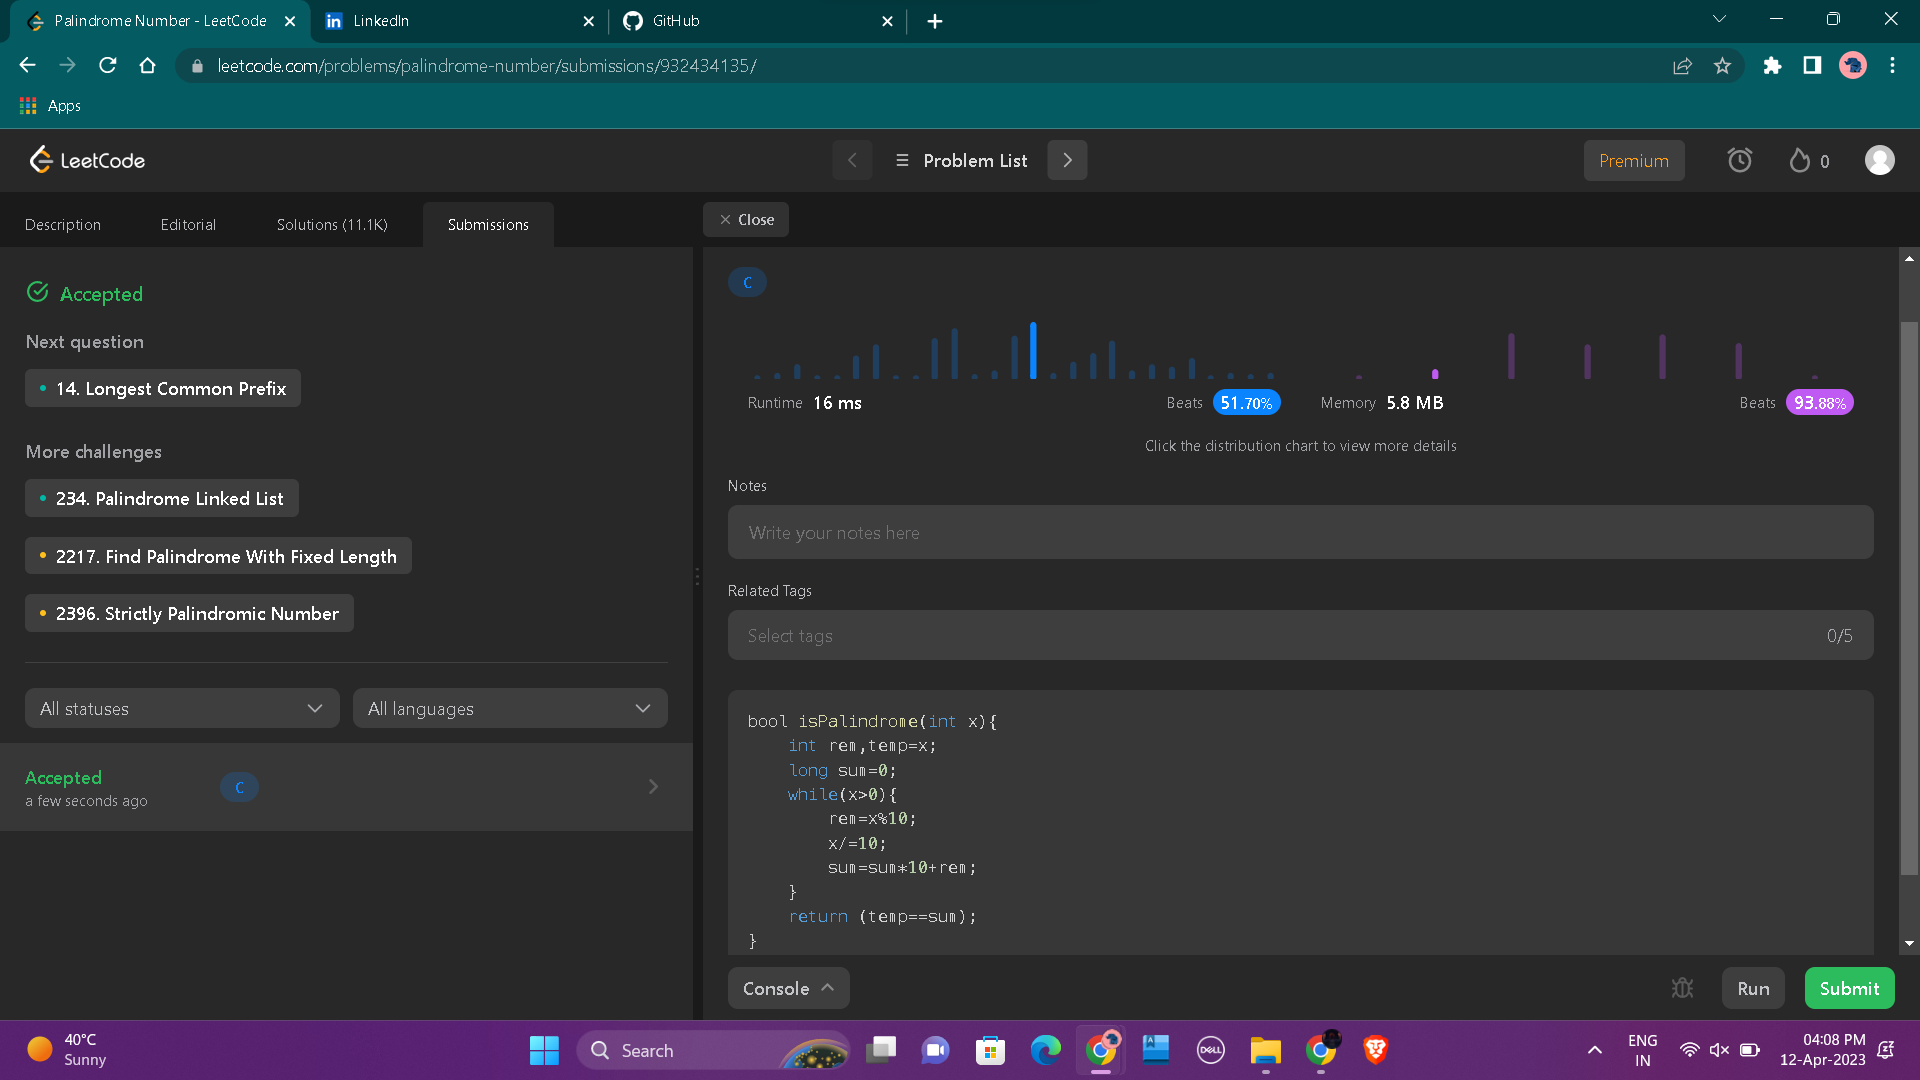 Palindrome Number - LeetCode
LinkedIn
GitHub
leetcode.com/problems/palindrome-number/submissions/932434135/
Apps
LeetCode
Problem List
Premium
0
Description
Editorial
Solutions (11.1K)
Submissions
Close
Accepted
Next question
14. Longest Common Prefix
More challenges
234. Palindrome Linked List
2217. Find Palindrome With Fixed Length
2396. Strictly Palindromic Number
All statuses
All languages
Accepted
a few seconds ago
C
C
Runtime 16 ms
Beats 51.70%
Memory 5.8 MB
Beats 93.88%
Click the distribution chart to view more details
Notes
Write your notes here
Related Tags
Select tags
0/5
bool isPalindrome(int x){
    int rem,temp=x;
    long sum=0;
    while(x>0){
        rem=x%10;
        x/=10;
        sum=sum*10+rem;
    }
    return (temp==sum);
}
Console
Run
Submit
40°C
Sunny
Search
DELL
ENG
IN
04:08 PM
12-Apr-2023